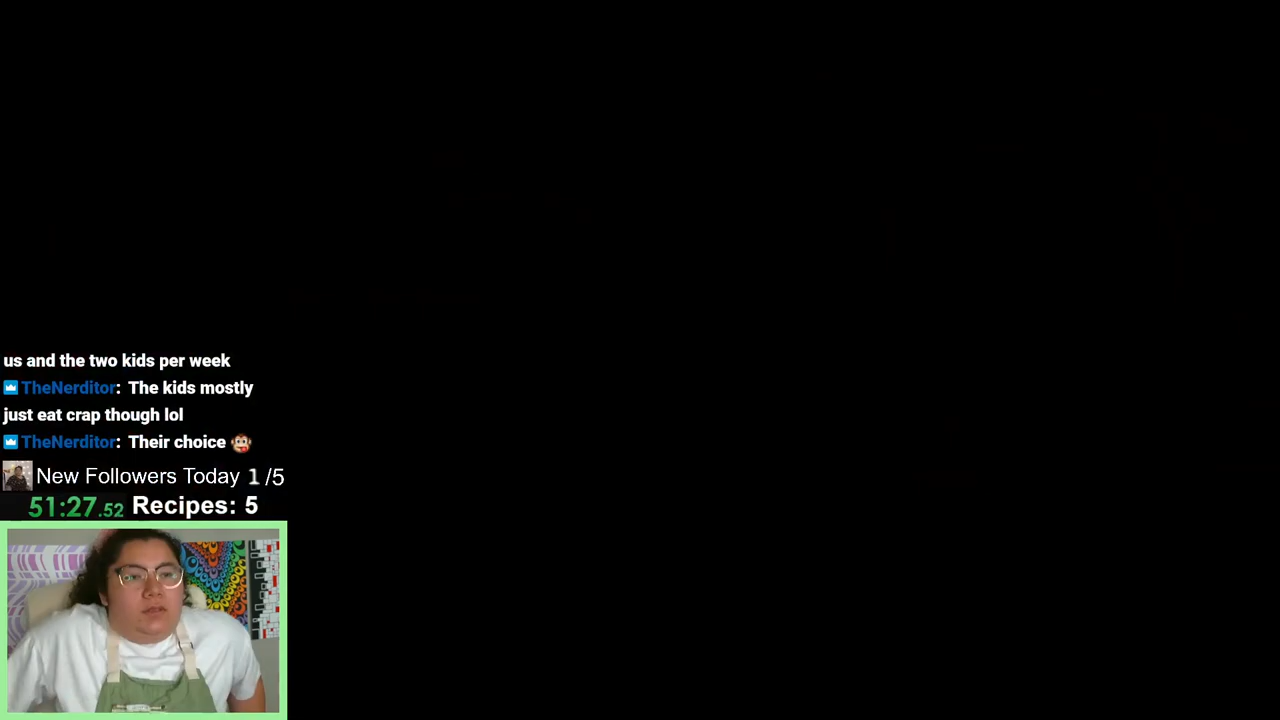 us and the two kids per week
TheNerditor: The kids mostly
just eat crap though lol
TheNerditor: Their choice
New Followers Today 1 /5
51:27.52 Recipes: 5